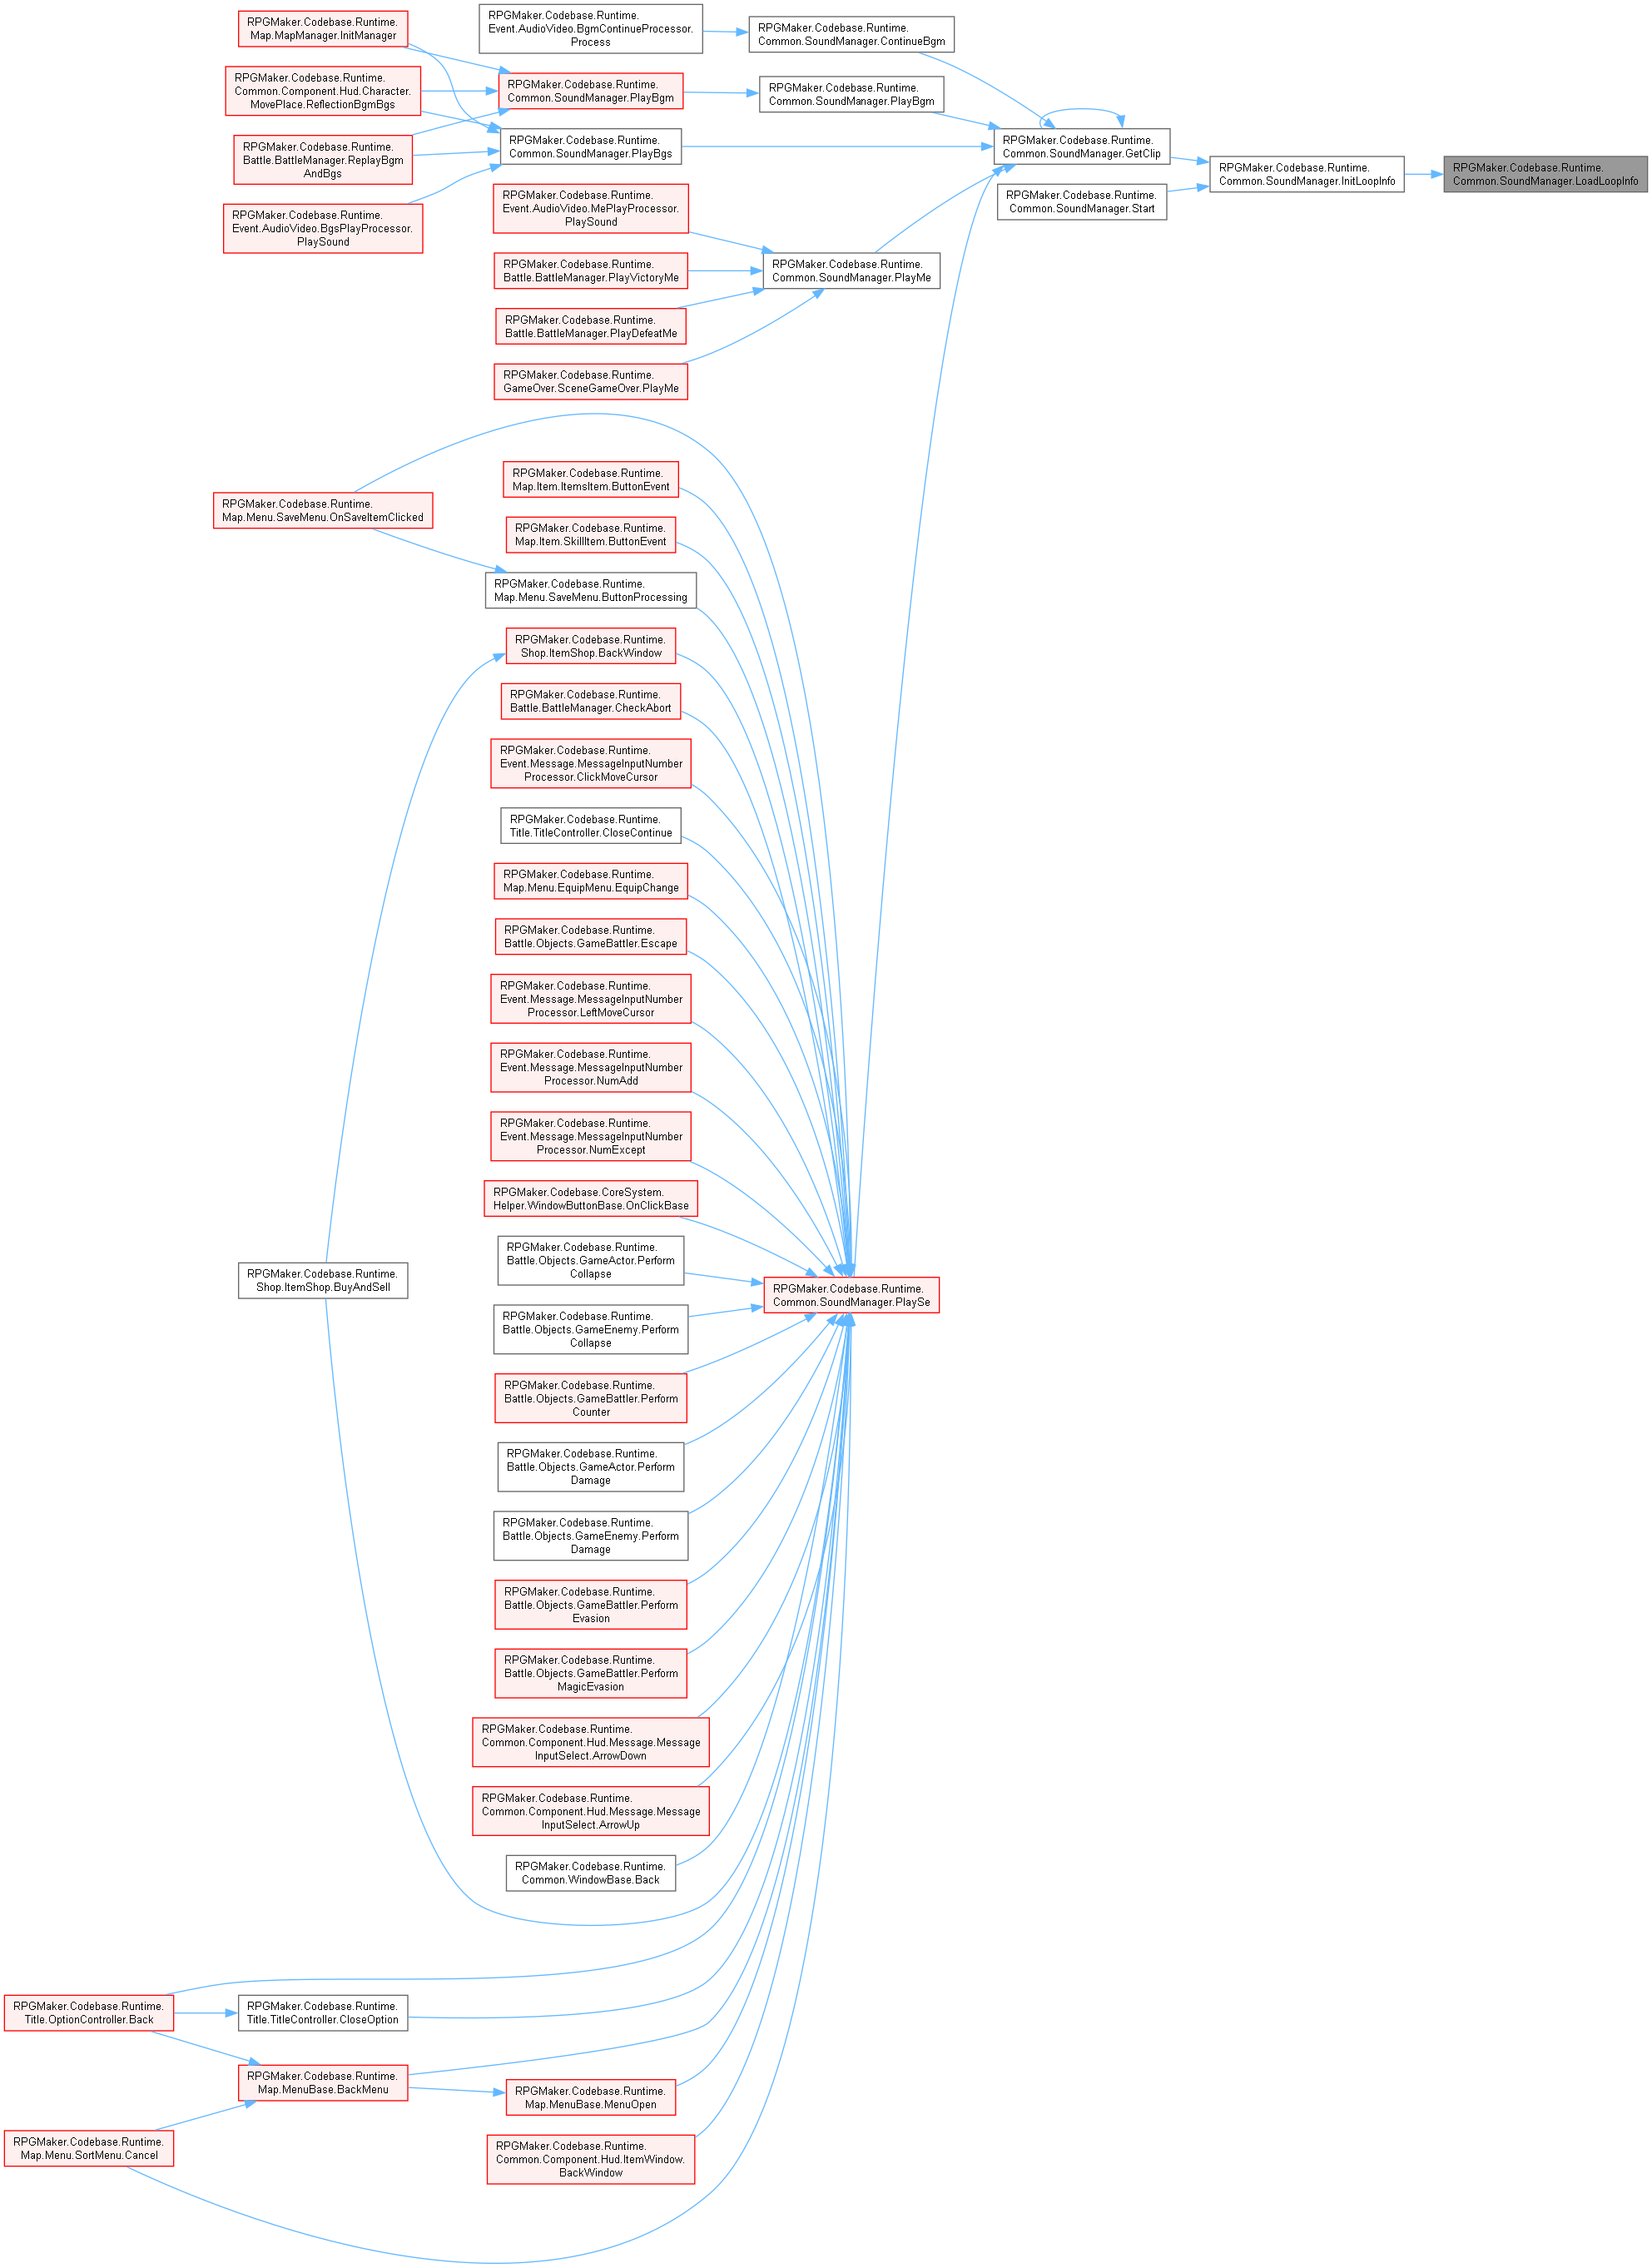 RPGMaker.Codebase.Runtime.
Map.MapManager.InitManager
RPGMaker.Codebase.Runtime.
Event.AudioVideo.BgmContinueProcessor.
Process
RPGMaker.Codebase.Runtime.
Common.SoundManager.ContinueBgm
RPGMaker.Codebase.Runtime.
Common.Component.Hud.Character.
MovePlace.ReflectionBgmBgs
RPGMaker.Codebase.Runtime.
Common.SoundManager.PlayBgm
RPGMaker.Codebase.Runtime.
Common.SoundManager.PlayBgm
RPGMaker.Codebase.Runtime.
Battle.BattleManager.ReplayBgm
AndBgs
RPGMaker.Codebase.Runtime.
Common.SoundManager.PlayBgs
RPGMaker.Codebase.Runtime.
Common.SoundManager.GetClip
RPGMaker.Codebase.Runtime.
Common.SoundManager.InitLoopInfo
RPGMaker.Codebase.Runtime.
Common.SoundManager.LoadLoopInfo
RPGMaker.Codebase.Runtime.
Common.SoundManager.Start
RPGMaker.Codebase.Runtime.
Event.AudioVideo.BgsPlayProcessor.
PlaySound
RPGMaker.Codebase.Runtime.
Event.AudioVideo.MePlayProcessor.
PlaySound
RPGMaker.Codebase.Runtime.
Battle.BattleManager.PlayVictoryMe
RPGMaker.Codebase.Runtime.
Common.SoundManager.PlayMe
RPGMaker.Codebase.Runtime.
Battle.BattleManager.PlayDefeatMe
RPGMaker.Codebase.Runtime.
GameOver.SceneGameOver.PlayMe
RPGMaker.Codebase.Runtime.
Map.Item.ItemsItem.ButtonEvent
RPGMaker.Codebase.Runtime.
Map.Menu.SaveMenu.OnSaveItemClicked
RPGMaker.Codebase.Runtime.
Map.Item.SkillItem.ButtonEvent
RPGMaker.Codebase.Runtime.
Map.Menu.SaveMenu.ButtonProcessing
RPGMaker.Codebase.Runtime.
Shop.ItemShop.BackWindow
RPGMaker.Codebase.Runtime.
Battle.BattleManager.CheckAbort
RPGMaker.Codebase.Runtime.
Event.Message.MessageInputNumber
Processor.ClickMoveCursor
RPGMaker.Codebase.Runtime.
Title.TitleController.CloseContinue
RPGMaker.Codebase.Runtime.
Map.Menu.EquipMenu.EquipChange
RPGMaker.Codebase.Runtime.
Battle.Objects.GameBattler.Escape
RPGMaker.Codebase.Runtime.
Event.Message.MessageInputNumber
Processor.LeftMoveCursor
RPGMaker.Codebase.Runtime.
Event.Message.MessageInputNumber
Processor.NumAdd
RPGMaker.Codebase.Runtime.
Event.Message.MessageInputNumber
Processor.NumExcept
RPGMaker.Codebase.CoreSystem.
Helper.WindowButtonBase.OnClickBase
RPGMaker.Codebase.Runtime.
Battle.Objects.GameActor.Perform
Collapse
RPGMaker.Codebase.Runtime.
Shop.ItemShop.BuyAndSell
RPGMaker.Codebase.Runtime.
Common.SoundManager.PlaySe
RPGMaker.Codebase.Runtime.
Battle.Objects.GameEnemy.Perform
Collapse
RPGMaker.Codebase.Runtime.
Battle.Objects.GameBattler.Perform
Counter
RPGMaker.Codebase.Runtime.
Battle.Objects.GameActor.Perform
Damage
RPGMaker.Codebase.Runtime.
Battle.Objects.GameEnemy.Perform
Damage
RPGMaker.Codebase.Runtime.
Battle.Objects.GameBattler.Perform
Evasion
RPGMaker.Codebase.Runtime.
Battle.Objects.GameBattler.Perform
MagicEvasion
RPGMaker.Codebase.Runtime.
Common.Component.Hud.Message.Message
InputSelect.ArrowDown
RPGMaker.Codebase.Runtime.
Common.Component.Hud.Message.Message
InputSelect.ArrowUp
RPGMaker.Codebase.Runtime.
Common.WindowBase.Back
RPGMaker.Codebase.Runtime.
Title.OptionController.Back
RPGMaker.Codebase.Runtime.
Title.TitleController.CloseOption
RPGMaker.Codebase.Runtime.
Map.MenuBase.BackMenu
RPGMaker.Codebase.Runtime.
Map.MenuBase.MenuOpen
RPGMaker.Codebase.Runtime.
Map.Menu.SortMenu.Cancel
RPGMaker.Codebase.Runtime.
Common.Component.Hud.ItemWindow.
BackWindow